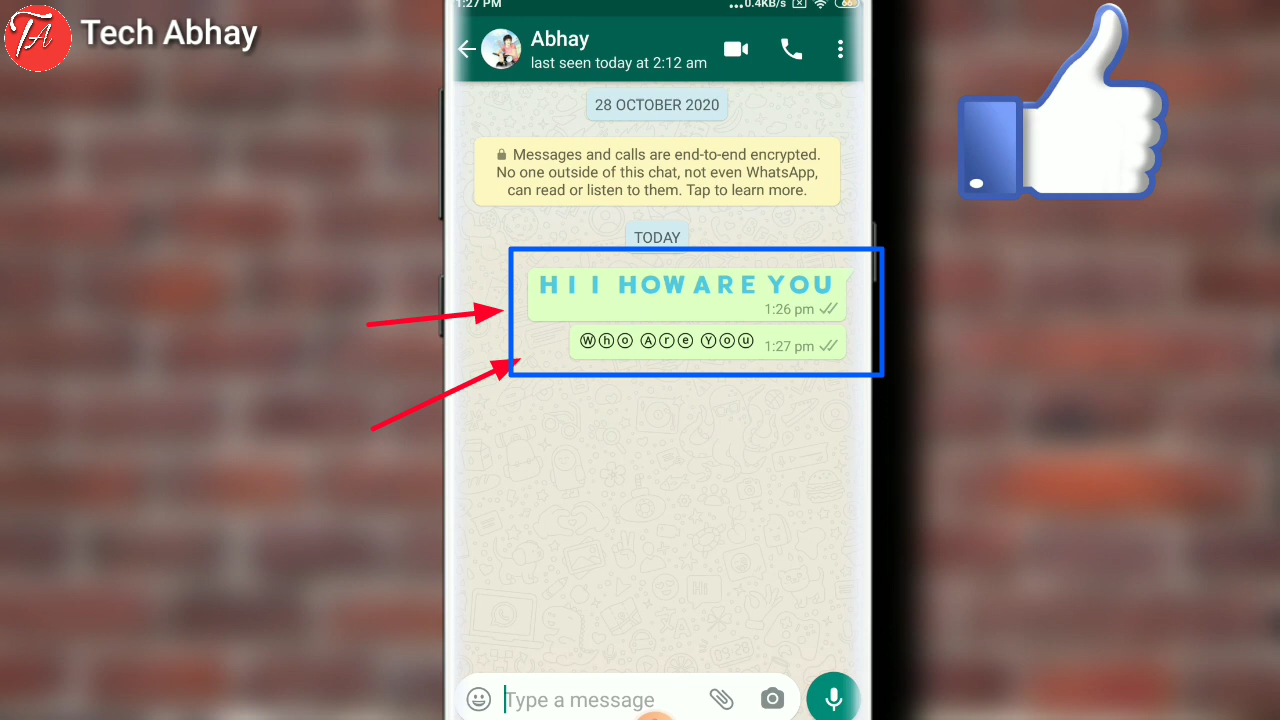 TA Tech Abhay
1:27 PM ...0.4KB/s 60
Abhay
last seen today at 2:12 am
28 OCTOBER 2020
Messages and calls are end-to-end encrypted.
No one outside of this chat, not even WhatsApp,
can read or listen to them. Tap to learn more.
TODAY
H I I HOW ARE YOU
1:26 pm
Ⓦⓗⓞ Ⓐⓡⓔ Ⓨⓞⓤ 1:27 pm
Type a message